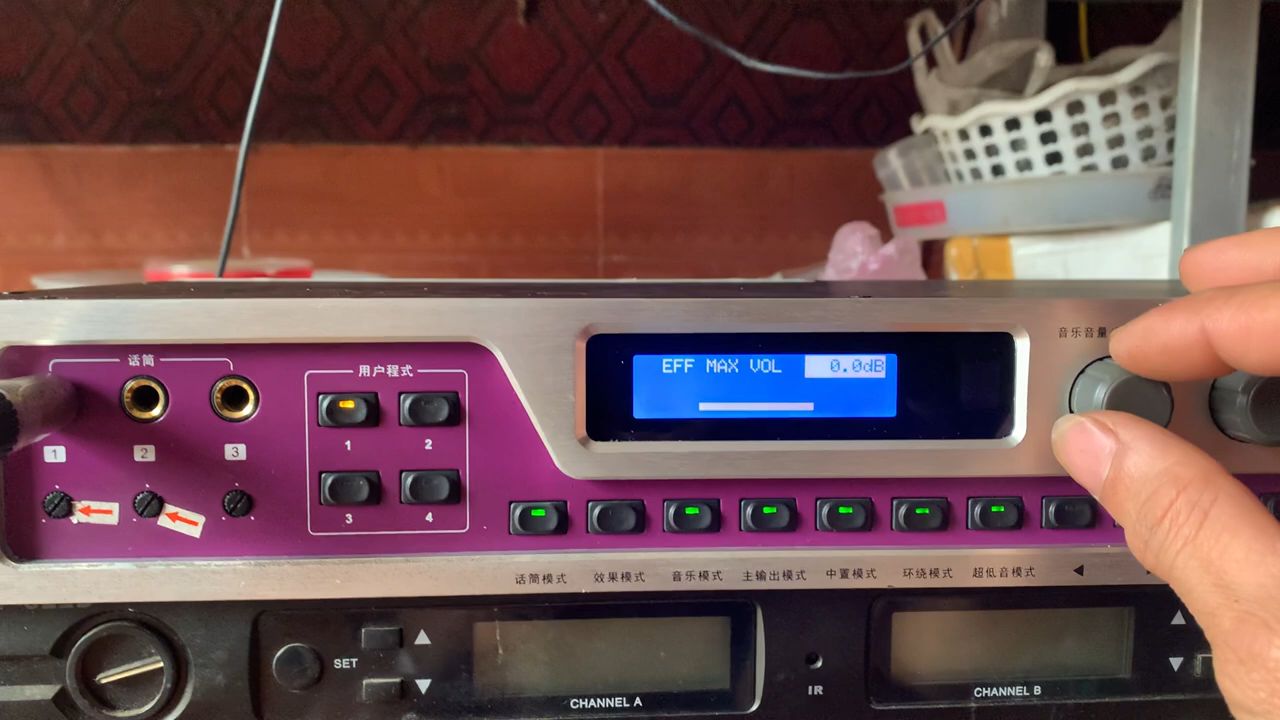 话筒
用户程式
1
2
3
1
2
3
4
EFF MAX VOL 0.0dB
音乐音量
话筒模式
效果模式
音乐模式
主输出模式
中置模式
环绕模式
超低音模式
SET
CHANNEL A
IR
CHANNEL B